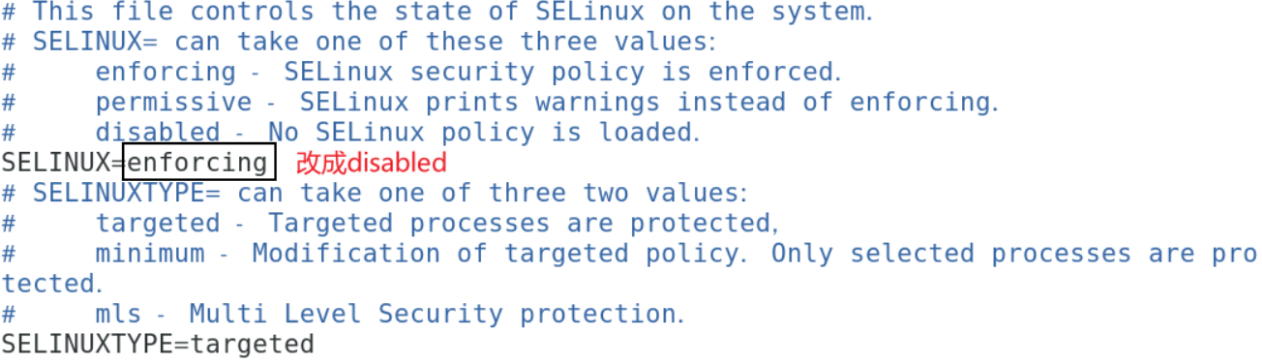 # This file controls the state of SELinux on the system.
# SELINUX= can take one of these three values:
#     enforcing - SELinux security policy is enforced.
#     permissive - SELinux prints warnings instead of enforcing.
#     disabled - No SELinux policy is loaded.
SELINUX=enforcing 改成disabled
# SELINUXTYPE= can take one of three two values:
#     targeted - Targeted processes are protected,
#     minimum - Modification of targeted policy. Only selected processes are pro
tected.
#     mls - Multi Level Security protection.
SELINUXTYPE=targeted